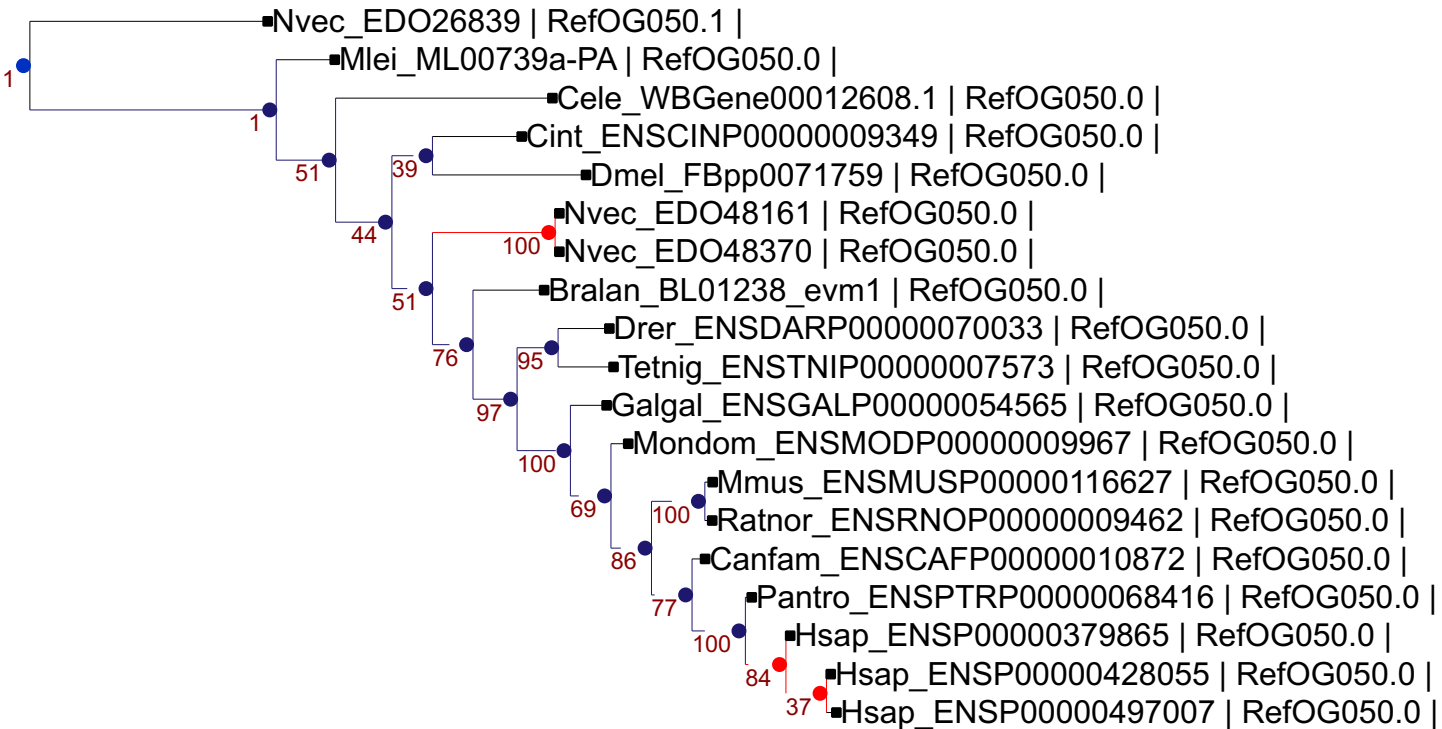 Nvec_EDO26839 | RefOG050.1 |
Mlei_ML00739a-PA | RefOG050.0 |
1
Cele_WBGene00012608.1 | RefOG050.0 |
1
Cint_ENSCINP00000009349 | RefOG050.0 |
51
39
Dmel_FBpp0071759 | RefOG050.0 |
Nvec_EDO48161 | RefOG050.0 |
44
100
Nvec_EDO48370 | RefOG050.0 |
Bralan_BL01238_evm1 | RefOG050.0 |
51
Drer_ENSDARP00000070033 | RefOG050.0 |
76
95
Tetnig_ENSTNIP00000007573 | RefOG050.0 |
Galgal_ENSGALP00000054565 | RefOG050.0 |
97
Mondom_ENSMODP00000009967 | RefOG050.0 |
100
Mmus_ENSMUSP00000116627 | RefOG050.0 |
69
100
Ratnor_ENSRNOP00000009462 | RefOG050.0 |
Canfam_ENSCAFP00000010872 | RefOG050.0 |
86
Pantro_ENSPTRP00000068416 | RefOG050.0 |
77
Hsap_ENSP00000379865 | RefOG050.0 |
100
Hsap_ENSP00000428055 | RefOG050.0 |
84
37
Hsap_ENSP00000497007 | RefOG050.0 |